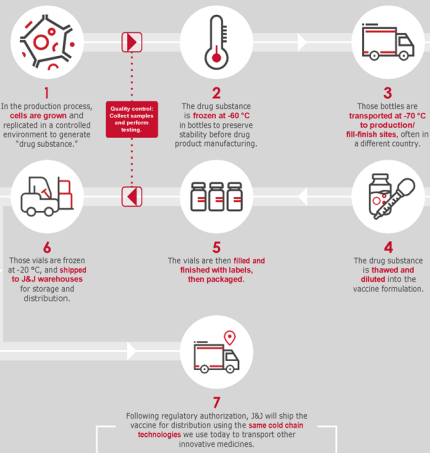 1
In the production process,
cells are grown and
replicated in a controlled
environment to generate
“drug substance.”
Quality control:
Collect samples
and perform
testing.
2
The drug substance
is frozen at -60 °C
in bottles to preserve
stability before drug
product manufacturing.
3
Those bottles are
transported at -70 °C
to production/
fill-finish sites, often in
a different country.
4
The drug substance
is thawed and
diluted into the
vaccine formulation.
5
The vials are then filled and
finished with labels,
then packaged.
6
Those vials are frozen
at -20 °C, and shipped
to J&J warehouses
for storage and
distribution.
7
Following regulatory authorization, J&J will ship the
vaccine for distribution using the same cold chain
technologies we use today to transport other
innovative medicines.